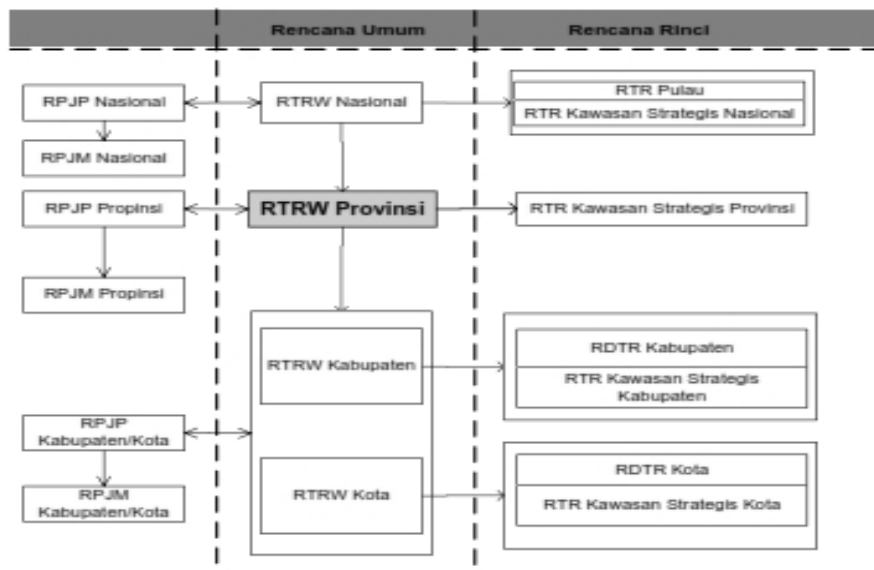 Rencana Umum
Rencana Rinci
RPJP Nasional
RTRW Nasional
RTR Pulau
RTR Kawasan Strategis Nasional
RPJM Nasional
RPJP Propinsi
RTRW Provinsi
RTR Kawasan Strategis Provinsi
RPJM Propinsi
RTRW Kabupaten
RDTR Kabupaten
RTR Kawasan Strategis
Kabupaten
RPJP
Kabupaten/Kota
RPJM
Kabupaten/Kota
RTRW Kota
RDTR Kota
RTR Kawasan Strategis Kota